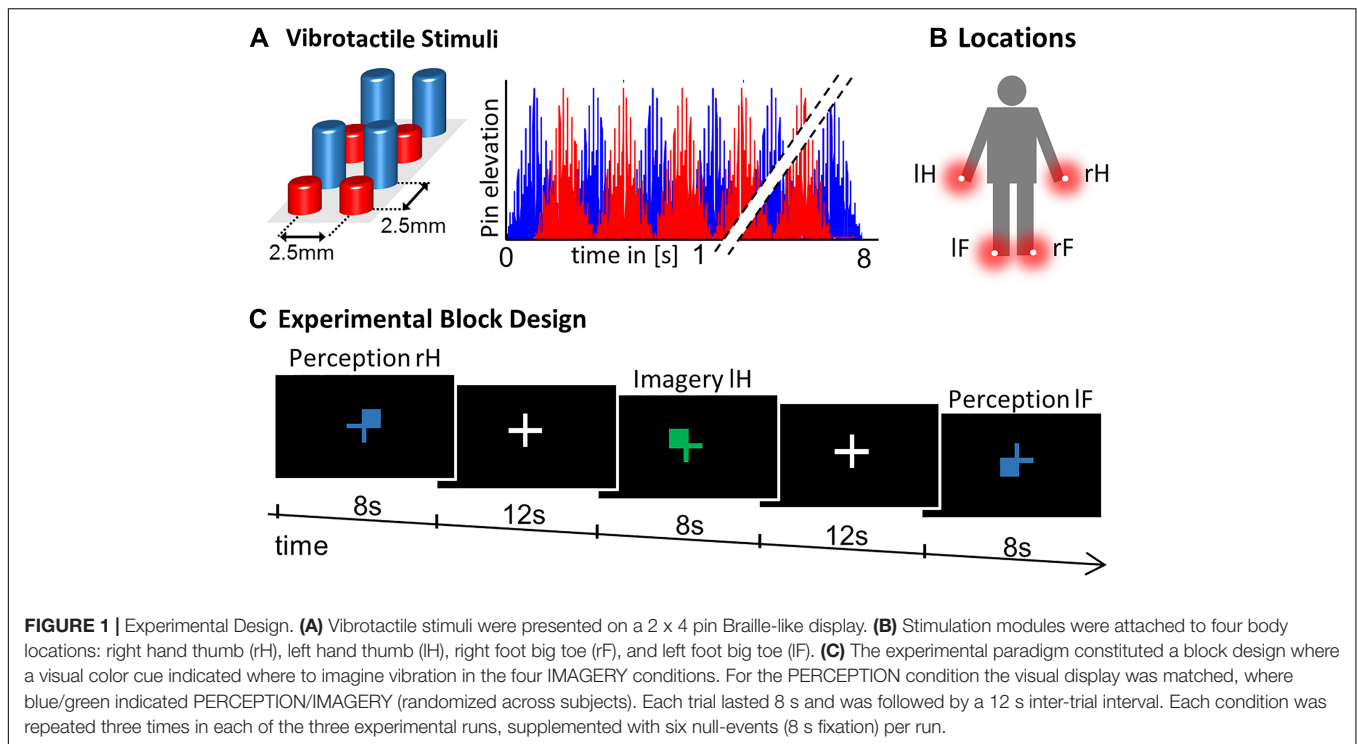 A Vibrotactile Stimuli
Pin elevation
2.5mm
2.5mm
0
time in [s]
1
8
B Locations
lH
rH
lF
rF
C Experimental Block Design
Perception rH
Imagery lH
Perception lF
8s
12s
8s
12s
8s
time
FIGURE 1 | Experimental Design. (A) Vibrotactile stimuli were presented on a 2 x 4 pin Braille-like display. (B) Stimulation modules were attached to four body
locations: right hand thumb (rH), left hand thumb (lH), right foot big toe (rF), and left foot big toe (lF). (C) The experimental paradigm constituted a block design where
a visual color cue indicated where to imagine vibration in the four IMAGERY conditions. For the PERCEPTION condition the visual display was matched, where
blue/green indicated PERCEPTION/IMAGERY (randomized across subjects). Each trial lasted 8 s and was followed by a 12 s inter-trial interval. Each condition was
repeated three times in each of the three experimental runs, supplemented with six null-events (8 s fixation) per run.